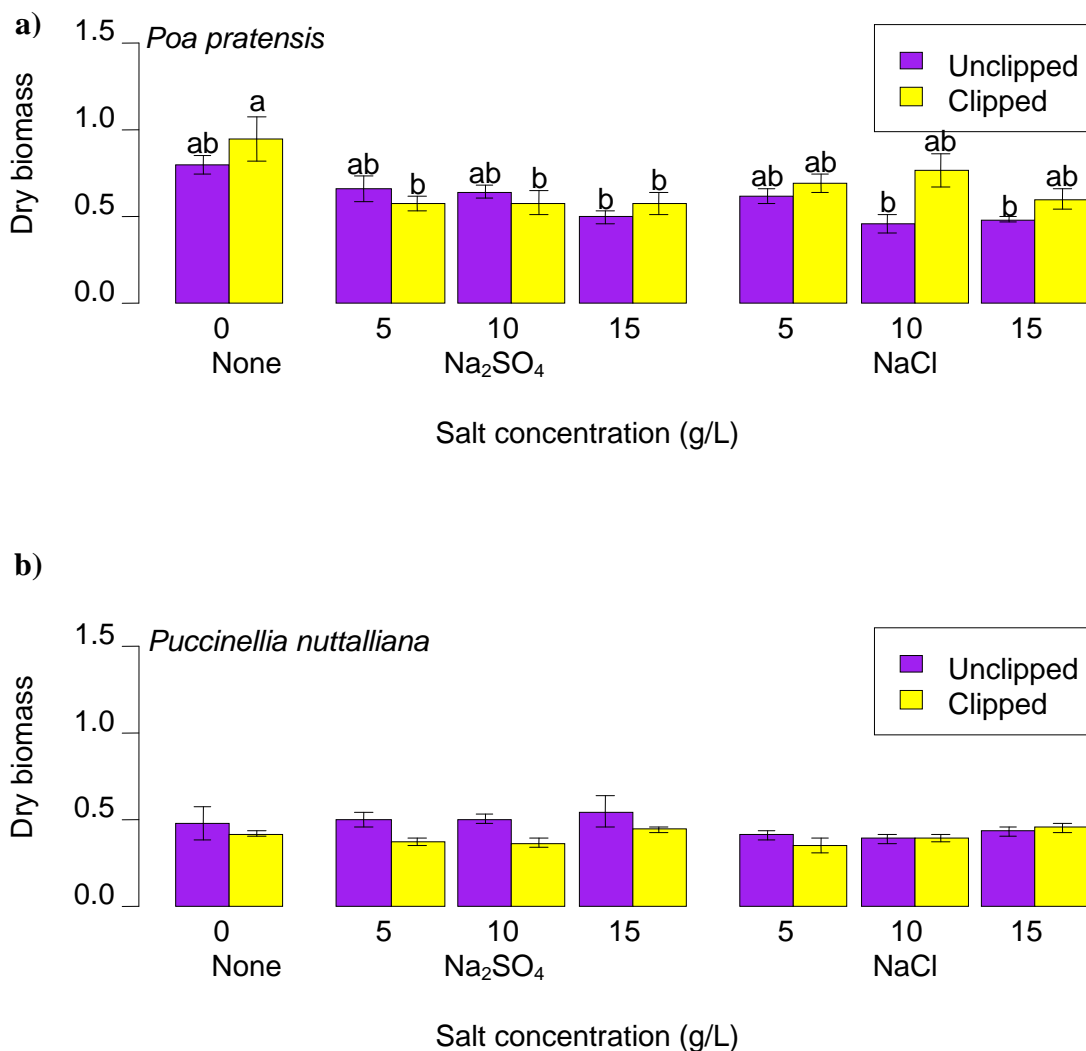 a)
Poa pratensis
Unclipped
Clipped
Dry biomass
1.5
1.0
0.5
0.0
ab a ab b ab b b b ab ab b ab b ab
0 5 10 15 5 10 15
None Na₂SO₄ NaCl
Salt concentration (g/L)
b)
Puccinellia nuttalliana
Unclipped
Clipped
Dry biomass
1.5
1.0
0.5
0.0
0 5 10 15 5 10 15
None Na₂SO₄ NaCl
Salt concentration (g/L)